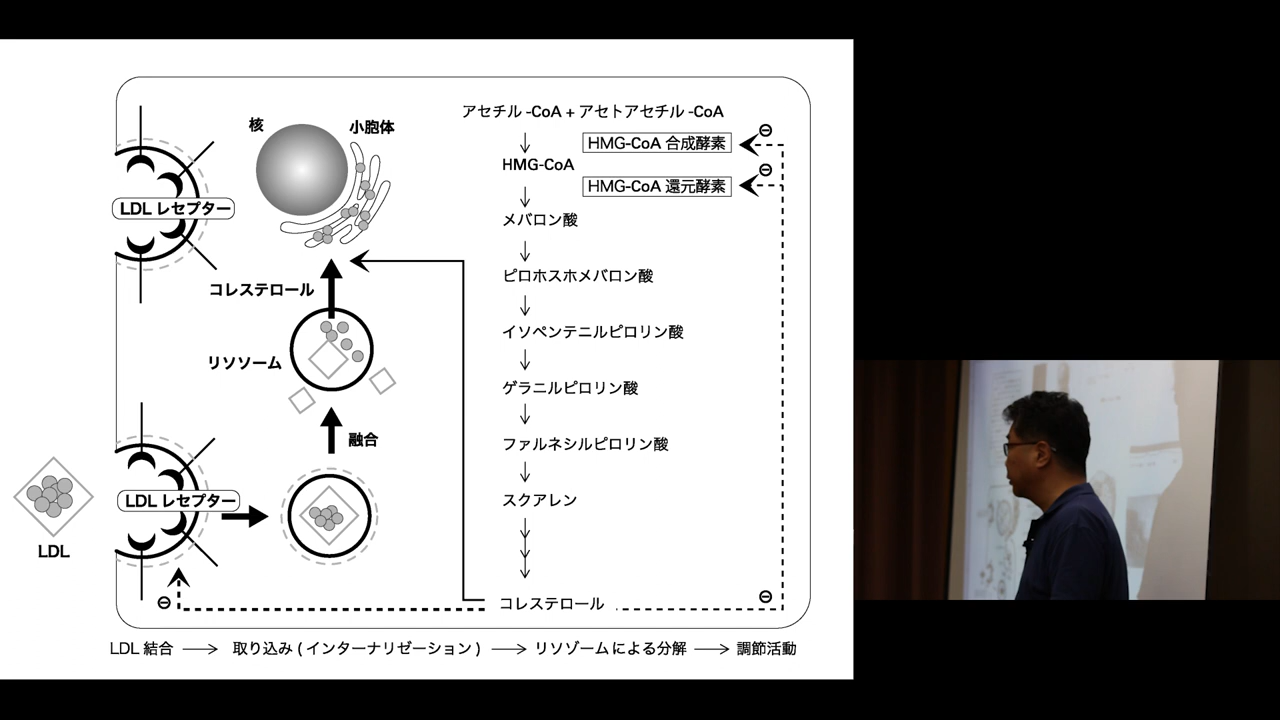 核
小胞体
LDL レセプター
コレステロール
リソソーム
融合
LDL レセプター
LDL
アセチル -CoA + アセトアセチル -CoA
HMG-CoA 合成酵素
HMG-CoA
HMG-CoA 還元酵素
メバロン酸
ピロホスホメバロン酸
イソペンテニルピロリン酸
ゲラニルピロリン酸
ファルネシルピロリン酸
スクアレン
コレステロール
LDL 結合 → 取り込み ( インターナリゼーション ) → リソゾームによる分解 → 調節活動